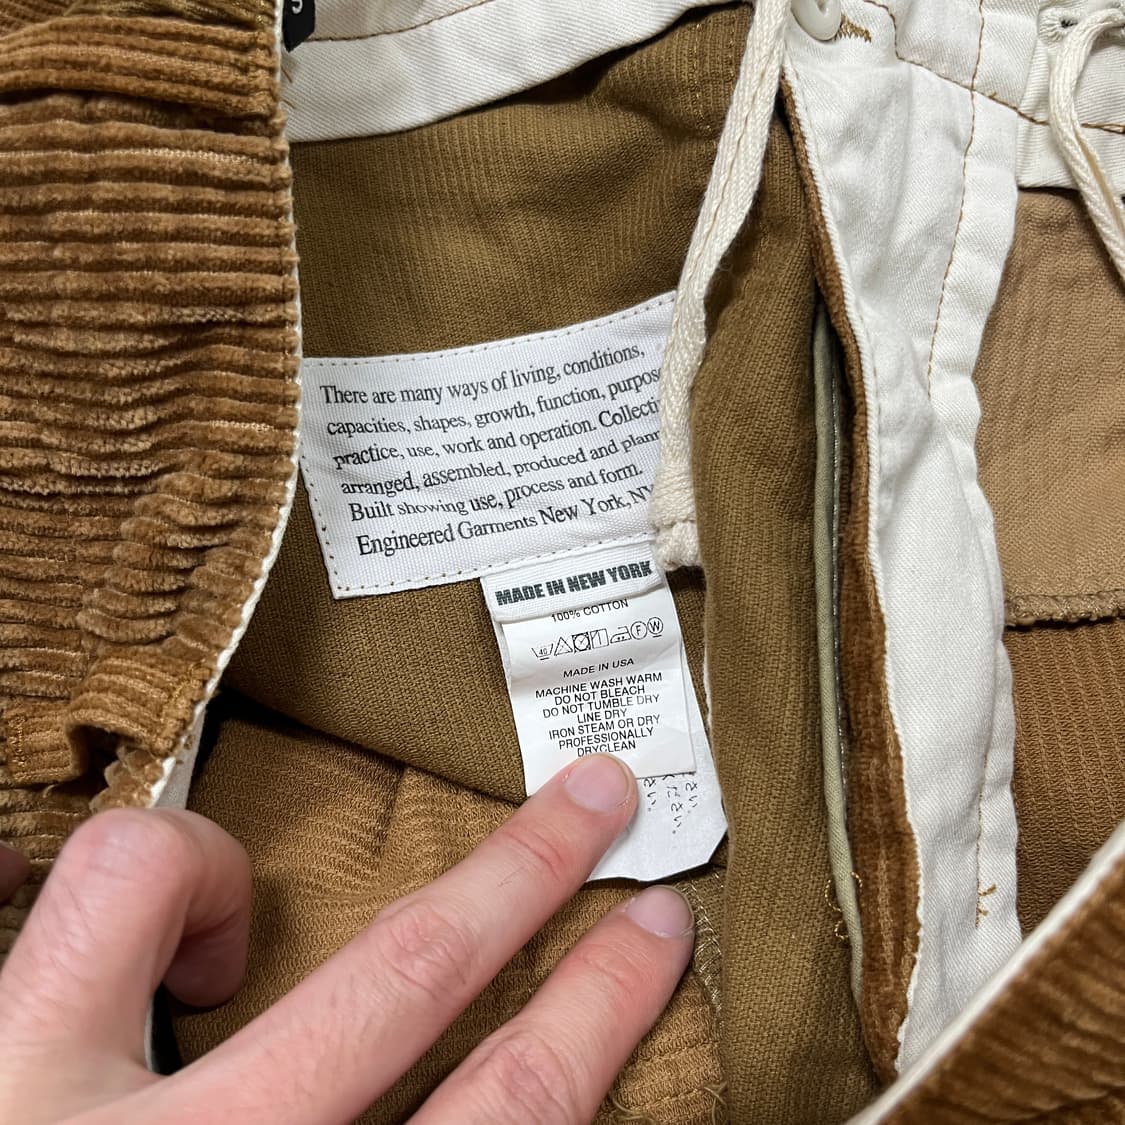 There are many ways of living, conditions,
capacities, shapes, growth, function,
practice, use, work and operation.
arranged, assembled, produced and
Built showing use, process and form.
Engineered Garments New York,
MADE IN NEW YORK
100% COTTON
40 F W
MADE IN USA
MACHINE WASH WARM
DO NOT BLEACH
DO NOT TUMBLE DRY
LINE DRY
IRON STEAM OR DRY
PROFESSIONALLY
DRYCLEAN